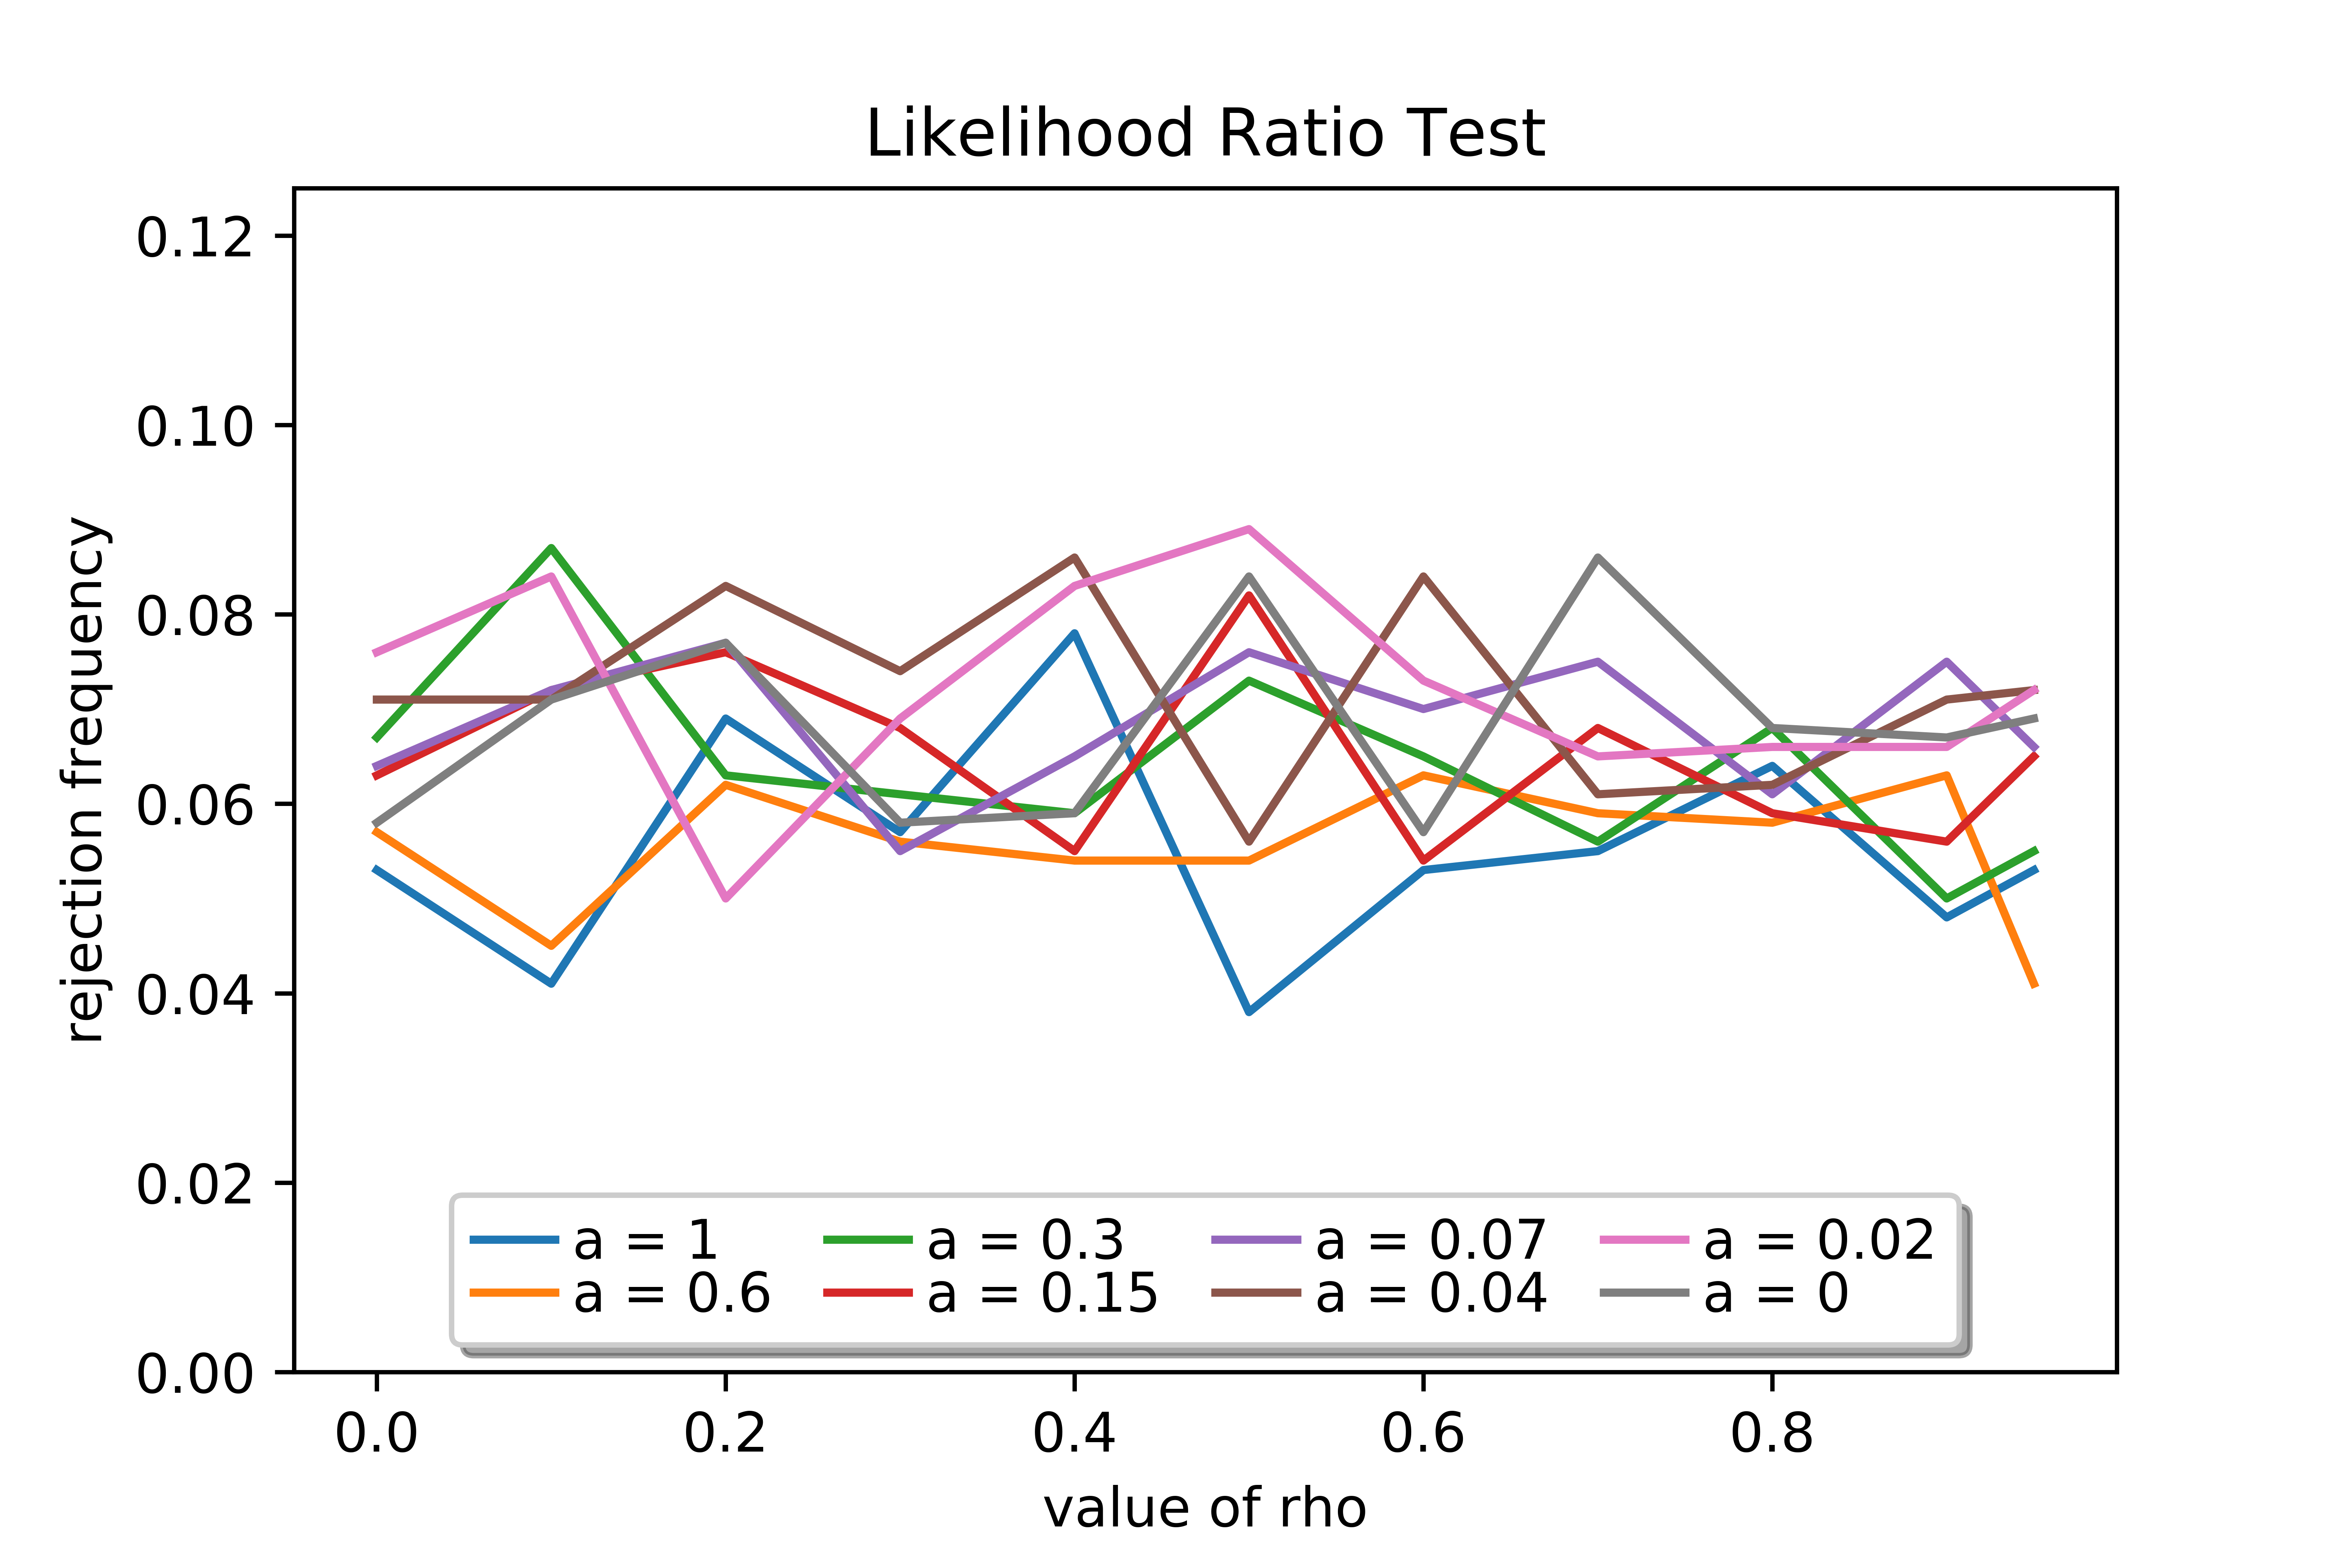 Likelihood Ratio Test
0.12
0.10
0.08
0.06
0.04
0.02
0.00
rejection frequency
a = 1 a = 0.3 a = 0.07 a = 0.02
a = 0.6 a = 0.15 a = 0.04 a = 0
0.0 0.2 0.4 0.6 0.8
value of rho